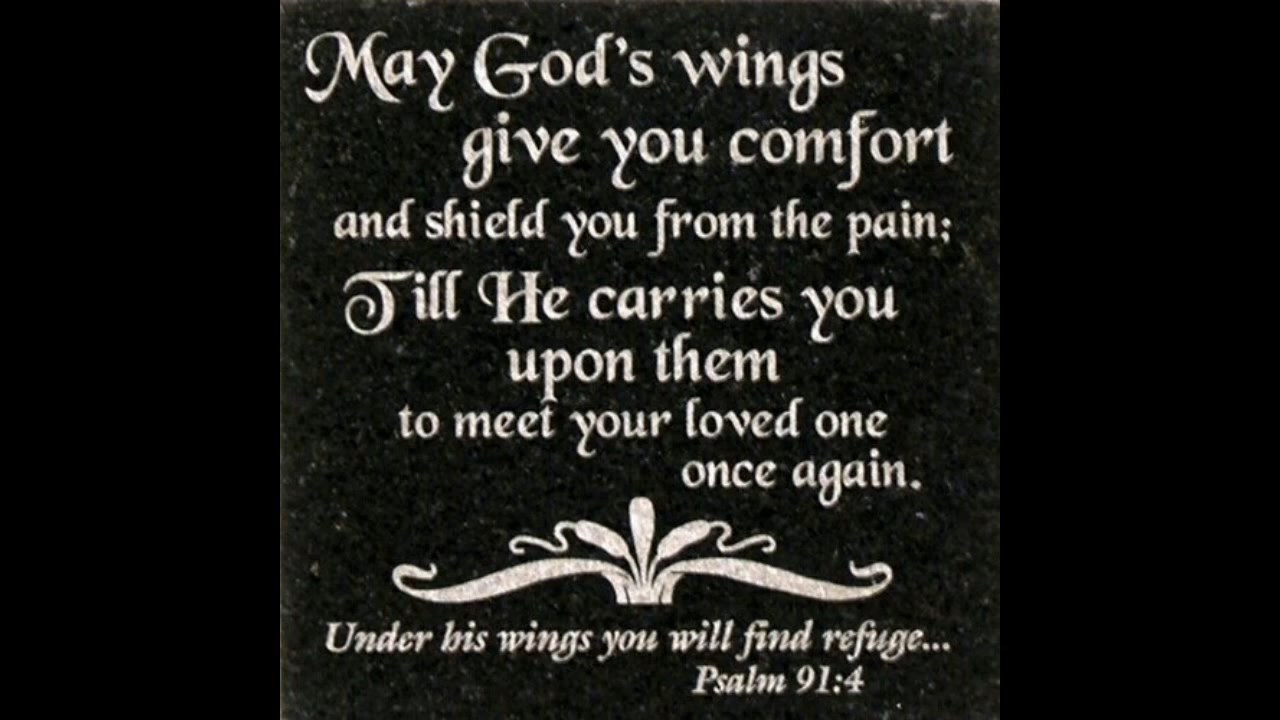 May God's wings
give you comfort
and shield you from the pain;
Till He carries you
upon them
to meet your loved one
once again.
Under his wings you will find refuge...
Psalm 91:4